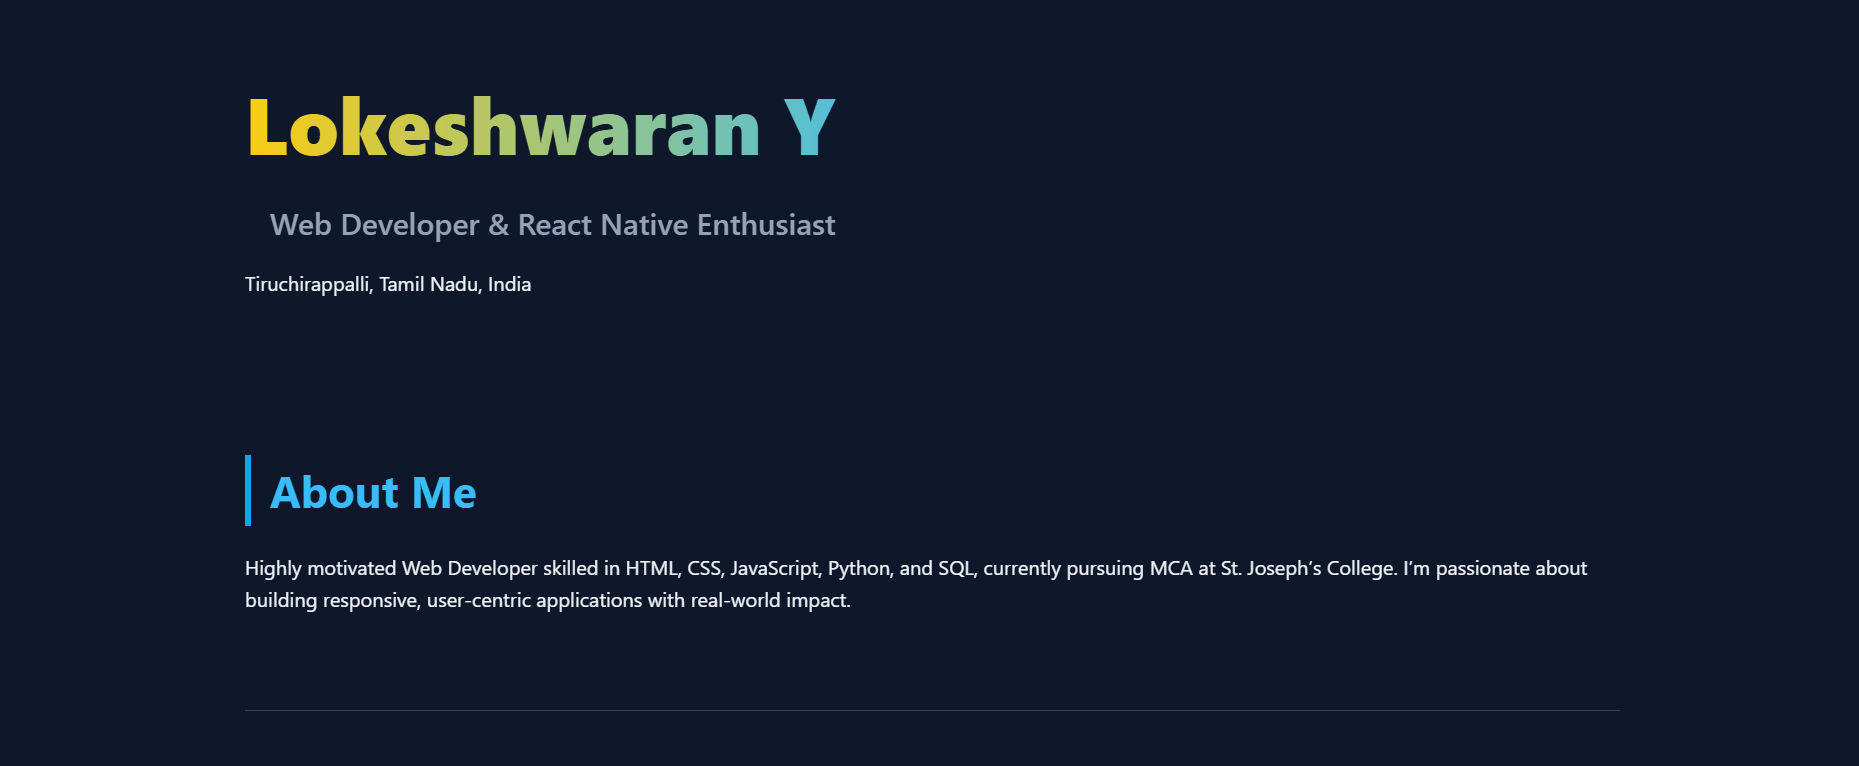 Lokeshwaran Y
Web Developer & React Native Enthusiast
Tiruchirappalli, Tamil Nadu, India
About Me
Highly motivated Web Developer skilled in HTML, CSS, JavaScript, Python, and SQL, currently pursuing MCA at St. Joseph’s College. I’m passionate about
building responsive, user-centric applications with real-world impact.